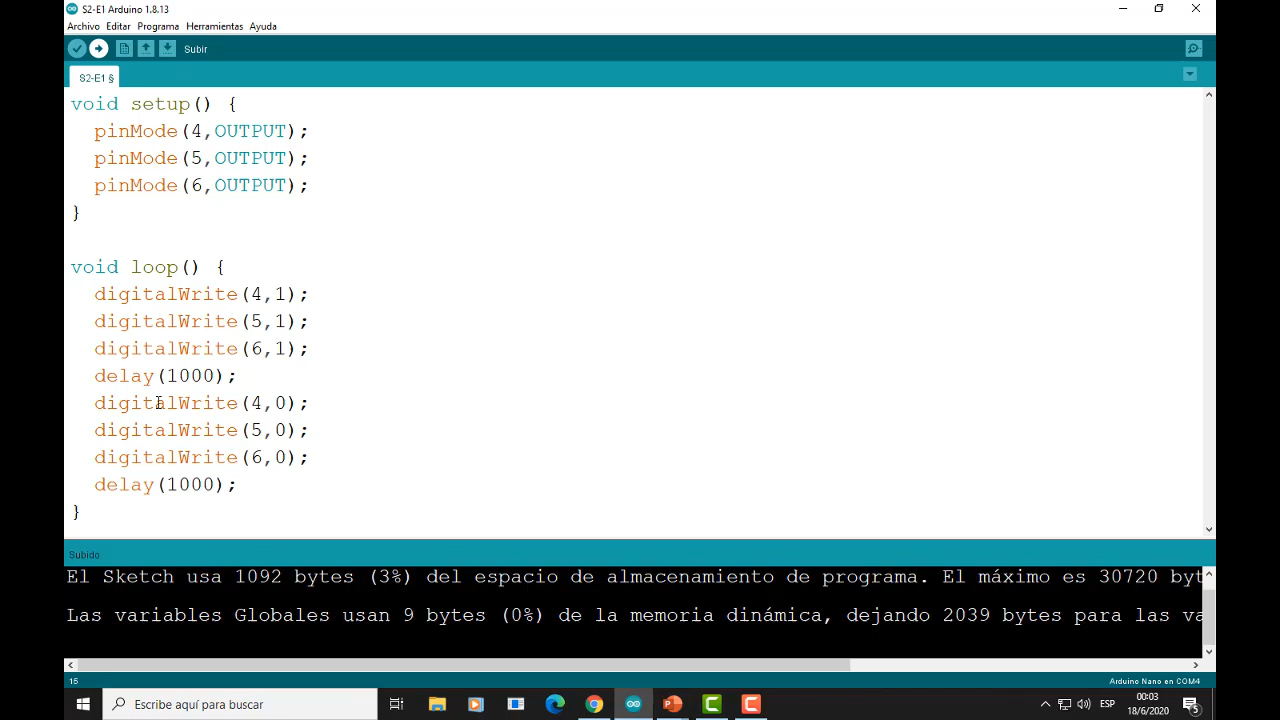 S2-E1 Arduino 1.8.13
Archivo Editar Programa Herramientas Ayuda
Subir
S2-E1 §
void setup() {
  pinMode(4,OUTPUT);
  pinMode(5,OUTPUT);
  pinMode(6,OUTPUT);
}
void loop() {
  digitalWrite(4,1);
  digitalWrite(5,1);
  digitalWrite(6,1);
  delay(1000);
  digitalWrite(4,0);
  digitalWrite(5,0);
  digitalWrite(6,0);
  delay(1000);
}
Subido
El Sketch usa 1092 bytes (3%) del espacio de almacenamiento de programa. El máximo es 30720 byt
Las variables Globales usan 9 bytes (0%) de la memoria dinámica, dejando 2039 bytes para las va
15
Arduino Nano en COM4
Escribe aquí para buscar
ESP
00:03
18/6/2020
5